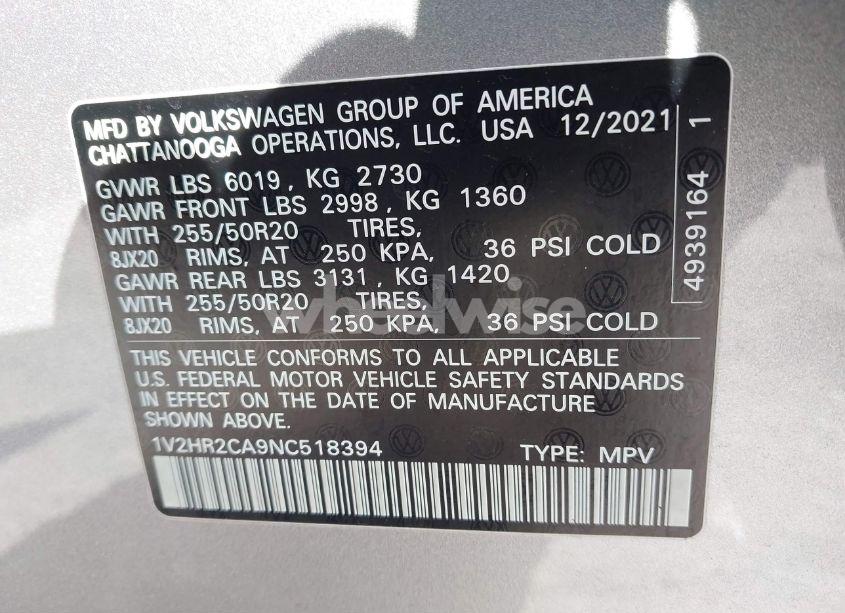 MFD BY VOLKSWAGEN GROUP OF AMERICA
CHATTANOOGA OPERATIONS, LLC. USA 12/2021
GVWR LBS 6019, KG 2730
GAWR FRONT LBS 2998, KG 1360
WITH 255/50R20 TIRES,
8JX20 RIMS, AT 250 KPA, 36 PSI COLD
GAWR REAR LBS 3131, KG 1420
WITH 255/50R20 TIRES,
8JX20 RIMS, AT 250 KPA, 36 PSI COLD
THIS VEHICLE CONFORMS TO ALL APPLICABLE
U.S. FEDERAL MOTOR VEHICLE SAFETY STANDARDS
IN EFFECT ON THE DATE OF MANUFACTURE
SHOWN ABOVE.
1V2HR2CA9NC518394 TYPE: MPV
4939164 1
wheelwise